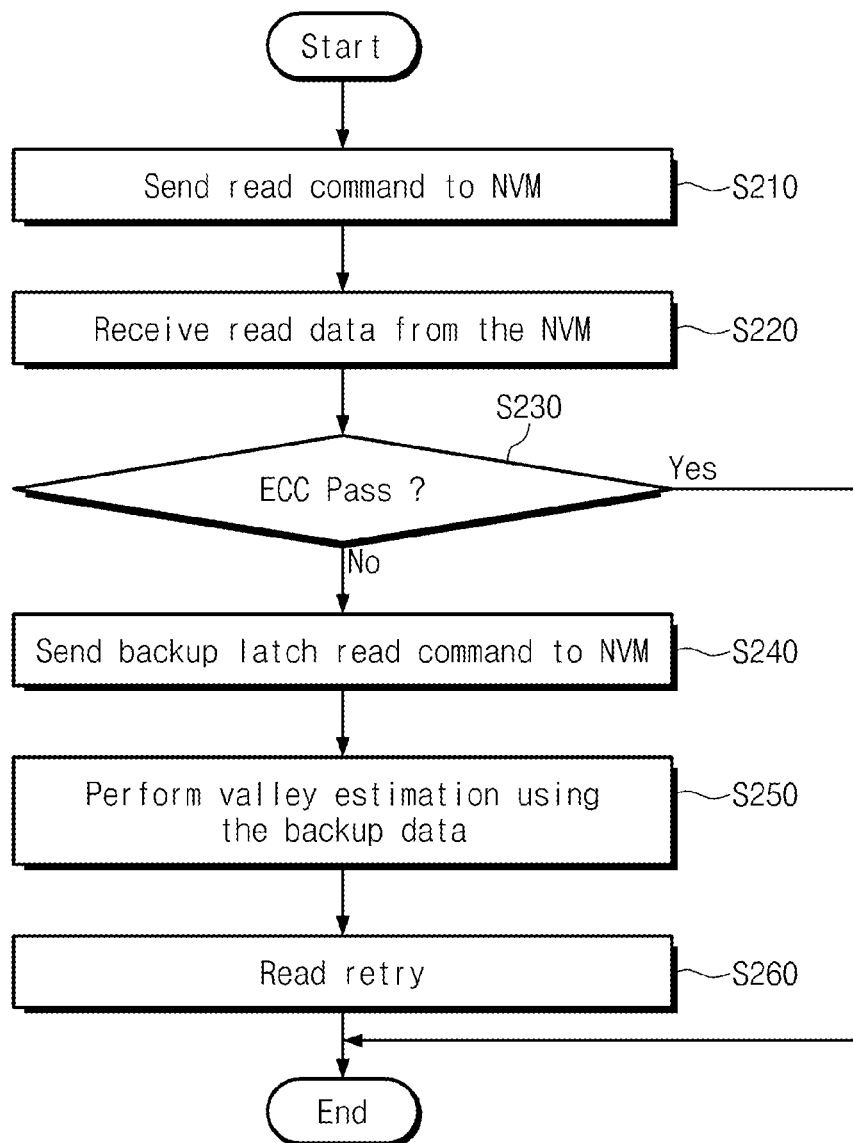 Start
Send read command to NVM
S210
Receive read data from the NVM
S220
S230
ECC Pass ?
Yes
No
Send backup latch read command to NVM
S240
Perform valley estimation using
the backup data
S250
Read retry
S260
End